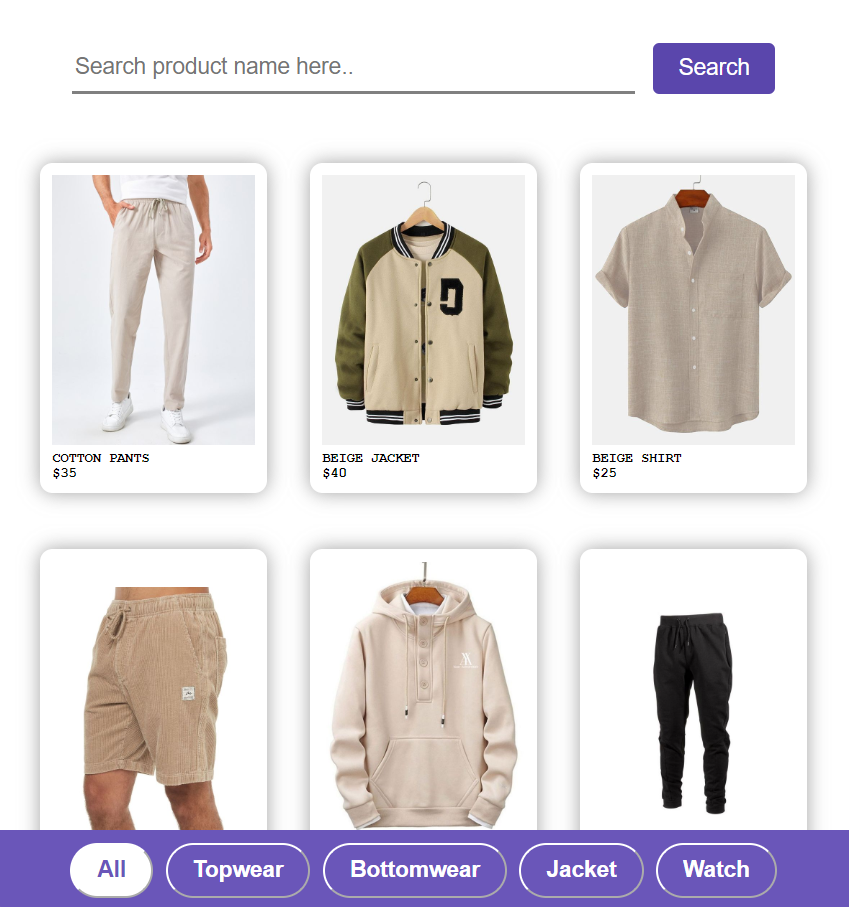 Search product name here..
Search
COTTON PANTS
$35
BEIGE JACKET
$40
BEIGE SHIRT
$25
All
Topwear
Bottomwear
Jacket
Watch